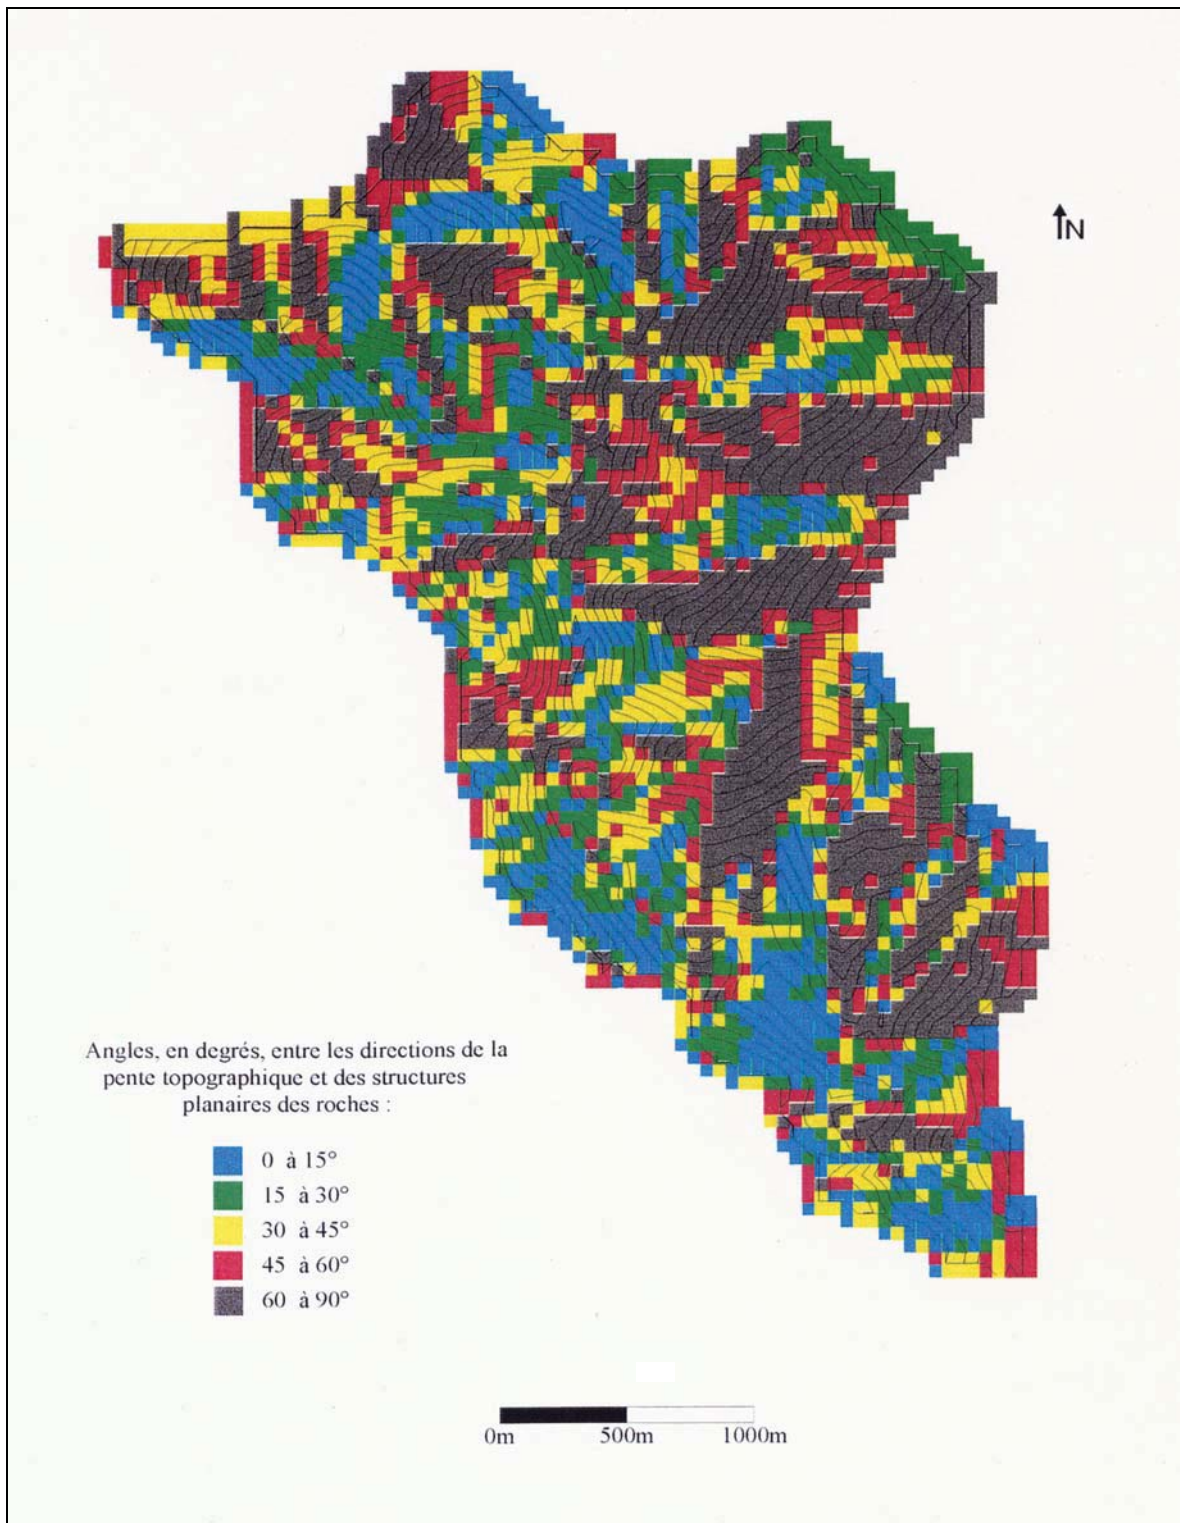 N
Angles, en degrés, entre les directions de la
pente topographique et des structures
planaires des roches :
0 à 15°
15 à 30°
30 à 45°
45 à 60°
60 à 90°
0m 500m 1000m